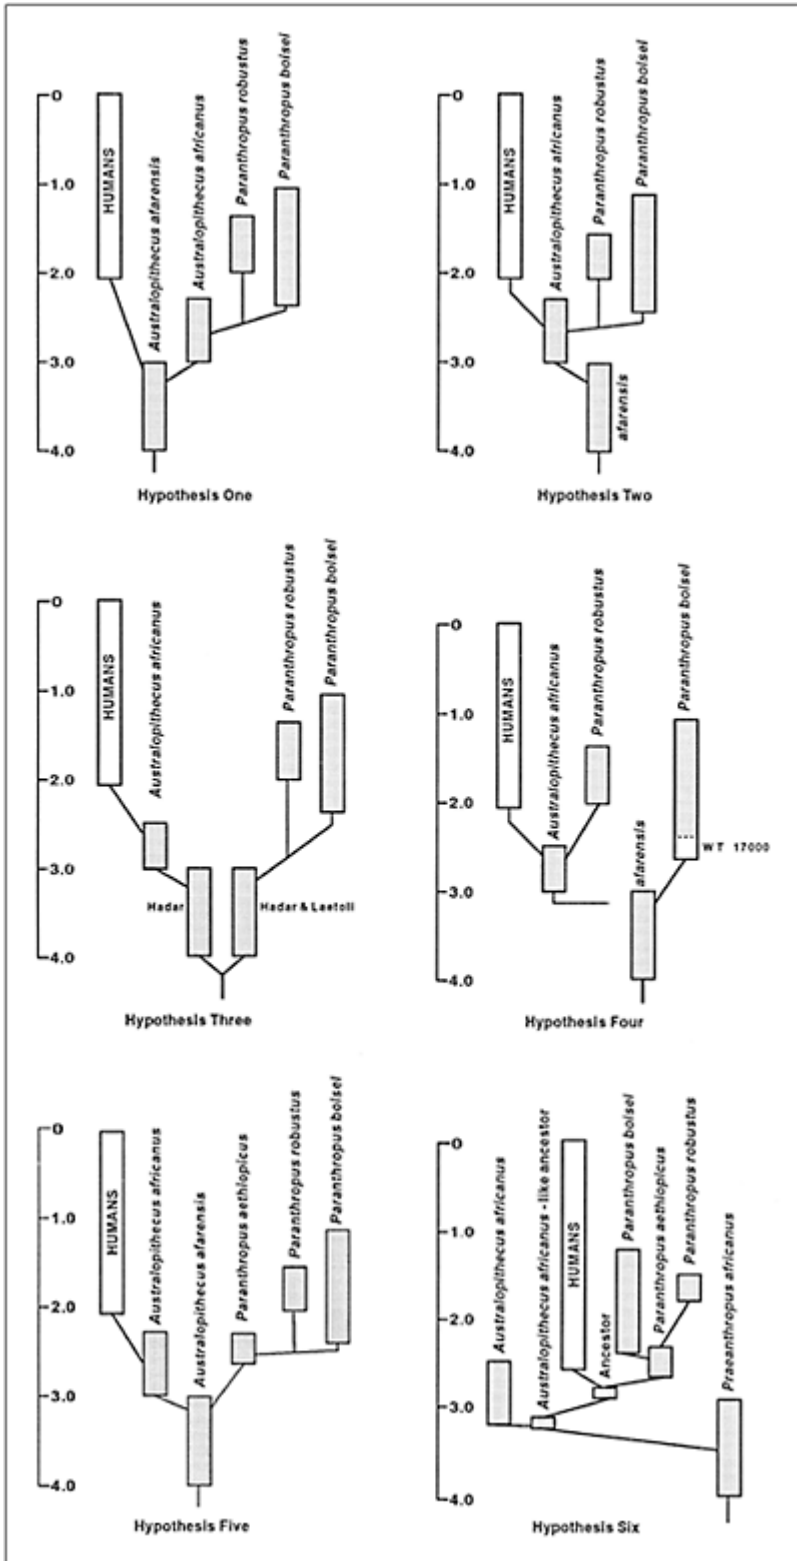 HUMANS
Australopithecus afarensis
Australopithecus africanus
Paranthropus robustus
Paranthropus boisei
0
1.0
2.0
3.0
4.0
Hypothesis One
HUMANS
Australopithecus africanus
Paranthropus robustus
Paranthropus boisei
afarensis
0
1.0
2.0
3.0
4.0
Hypothesis Two
HUMANS
Australopithecus africanus
Paranthropus robustus
Paranthropus boisei
0
1.0
2.0
3.0
4.0
Hadar
Hadar & Laetoli
Hypothesis Three
HUMANS
Australopithecus africanus
Paranthropus robustus
afarensis
Paranthropus boisei
0
1.0
2.0
3.0
4.0
WT 17000
Hypothesis Four
HUMANS
Australopithecus africanus
Australopithecus afarensis
Paranthropus aethiopicus
Paranthropus robustus
Paranthropus boisei
0
1.0
2.0
3.0
4.0
Hypothesis Five
Australopithecus africanus
Australopithecus africanus-like ancestor
HUMANS
Ancestor
Paranthropus boisei
Paranthropus aethiopicus
Paranthropus robustus
Praeanthropus africanus
0
1.0
2.0
3.0
4.0
Hypothesis Six